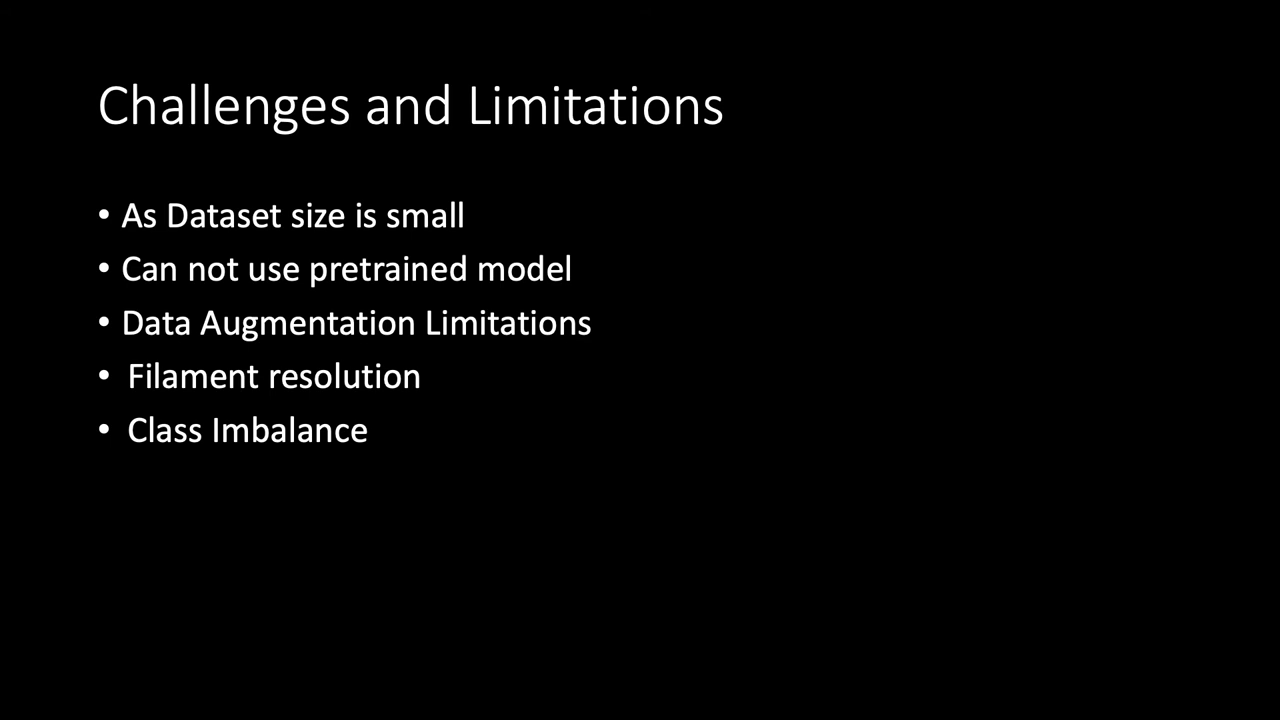 Challenges and Limitations
• As Dataset size is small
• Can not use pretrained model
• Data Augmentation Limitations
• Filament resolution
• Class Imbalance